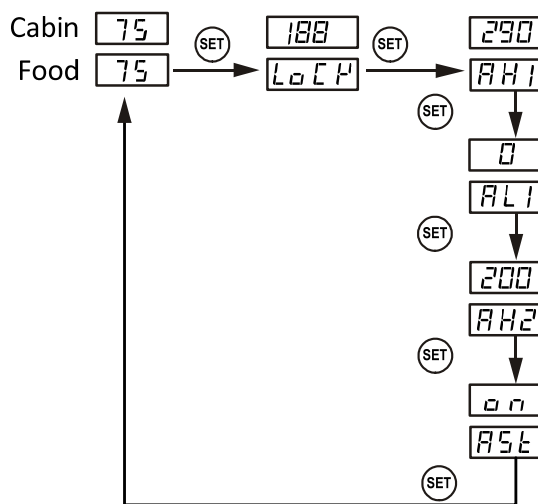 Cabin 75 SET 188 SET 290
Food 75 LoCK AH1
SET
0
AL1
SET
200
AH2
SET
on
ASt
SET